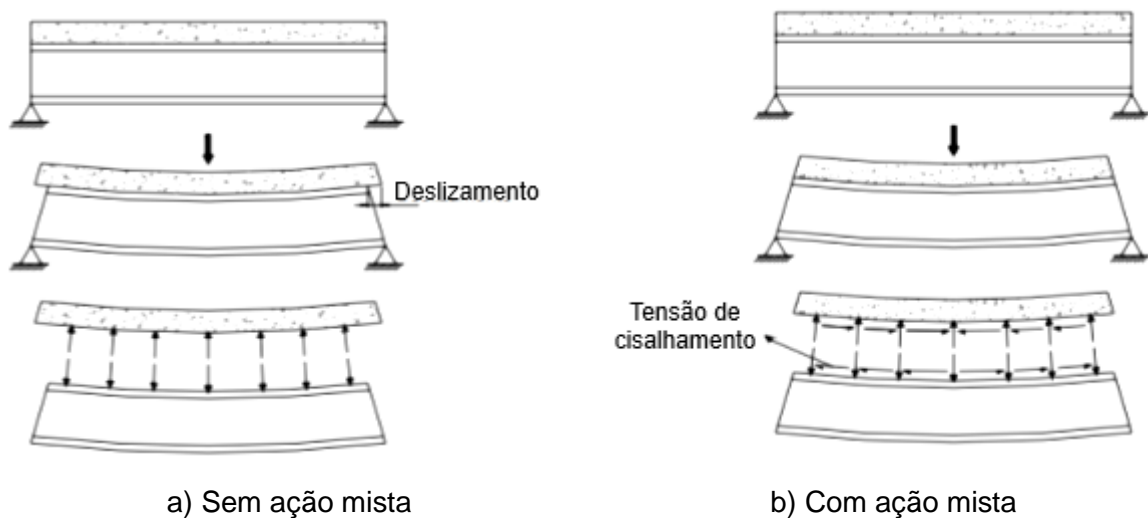 Deslizamento
Tensão de
cisalhamento
a) Sem ação mista
b) Com ação mista